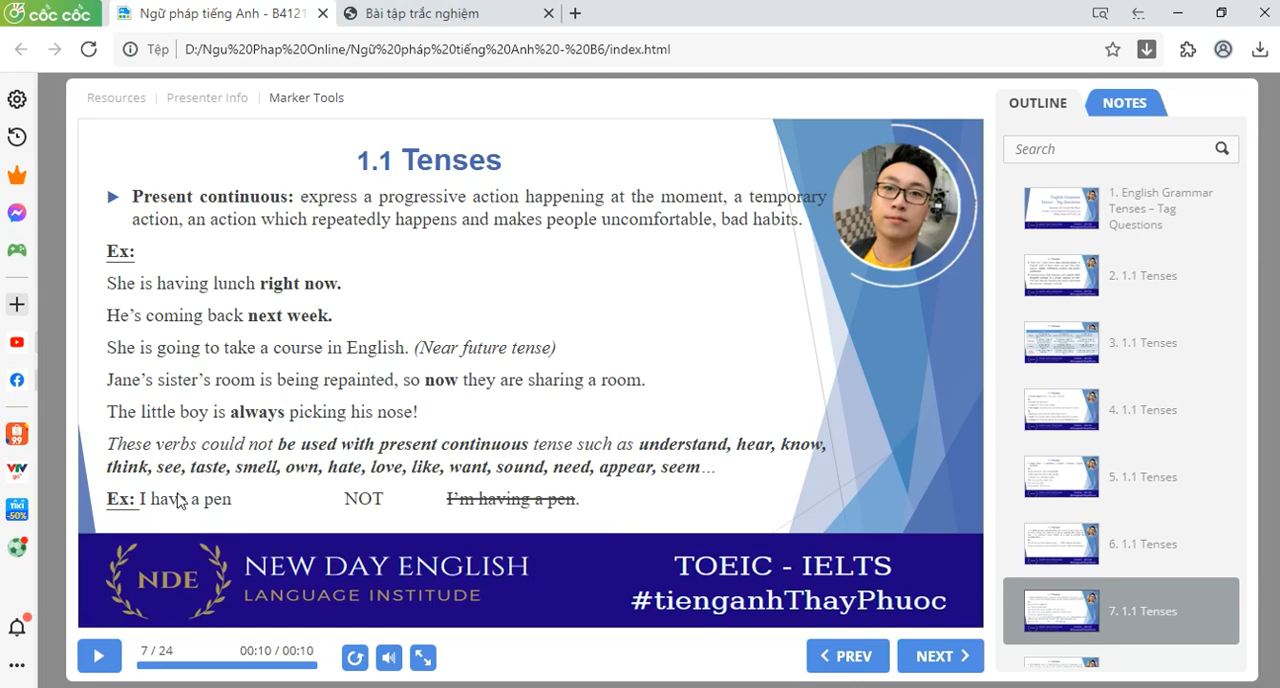 cốc cốc
Ngữ pháp tiếng Anh - B4121
Bài tập trắc nghiệm
Tệp
D:/Ngu%20Phap%20Online/Ngữ%20pháp%20tiếng%20Anh%20-%20B6/index.html
Resources
Presenter Info
Marker Tools
OUTLINE
NOTES
Search
1.1 Tenses
Present continuous: express a progressive action happening at the moment, a temporary
action, an action which repeatedly happens and makes people uncomfortable, bad habits.
Ex:
She is having lunch right now.
He's coming back next week.
She is going to take a course in English. (Near future tense)
Jane's sister's room is being repainted, so now they are sharing a room.
The little boy is always picking his nose!
These verbs could not be used with present continuous tense such as understand, hear, know,
think, see, taste, smell, own, hate, love, like, want, sound, need, appear, seem…
Ex: I have a pen NOT I'm having a pen.
NDE
NEW DAY ENGLISH
LANGUAGE INSTITUDE
TOEIC - IELTS
#tienganhThayPhuoc
1. English Grammar
Tenses – Tag
Questions
2. 1.1 Tenses
3. 1.1 Tenses
4. 1.1 Tenses
5. 1.1 Tenses
6. 1.1 Tenses
7. 1.1 Tenses
7 / 24
00:10 / 00:10
PREV
NEXT
VTV
go
TIKI
-50%